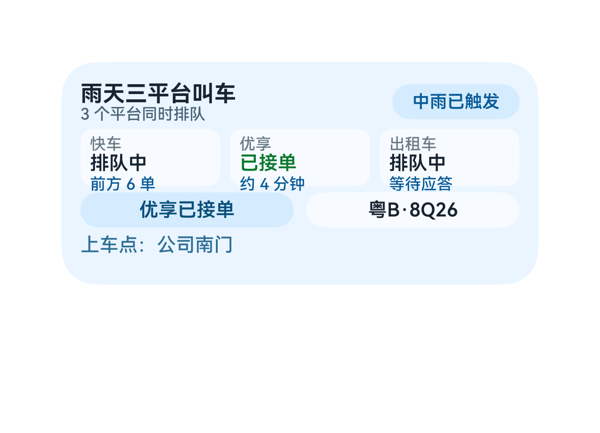 雨天三平台叫车
3 个平台同时排队
中雨已触发
快车
排队中
前方 6 单
优享
已接单
约 4 分钟
出租车
排队中
等待应答
优享已接单
粤B·8Q26
上车点：公司南门